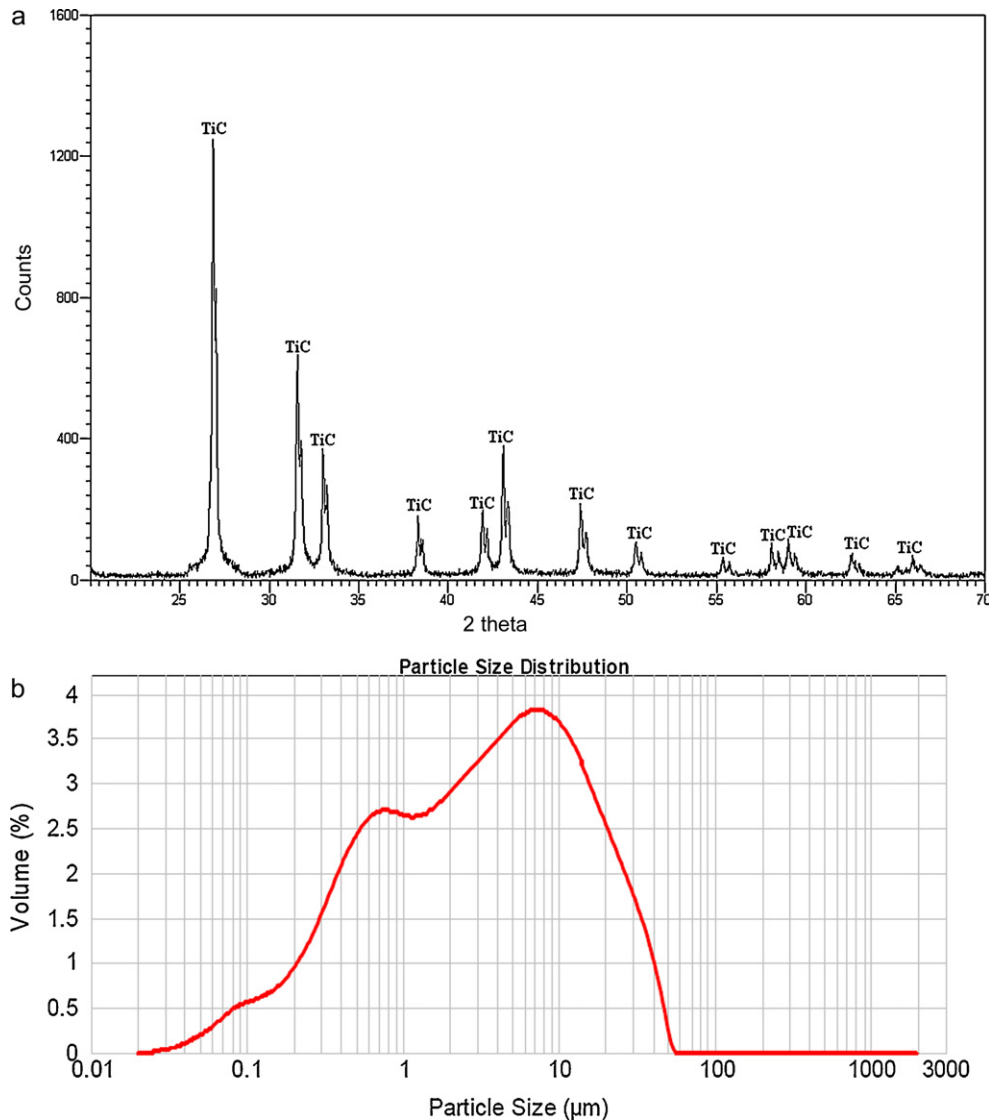 a
1600
1200
800
400
0
Counts
TiC
TiC
TiC
TiC
TiC
TiC
TiC
TiC
TiC
TiC
TiC
TiC
TiC
25
30
35
40
45
50
55
60
65
70
2 theta
b
Particle Size Distribution
4
3.5
3
2.5
2
1.5
1
0.5
0
Volume (%)
0.01
0.1
1
10
100
1000
3000
Particle Size (µm)